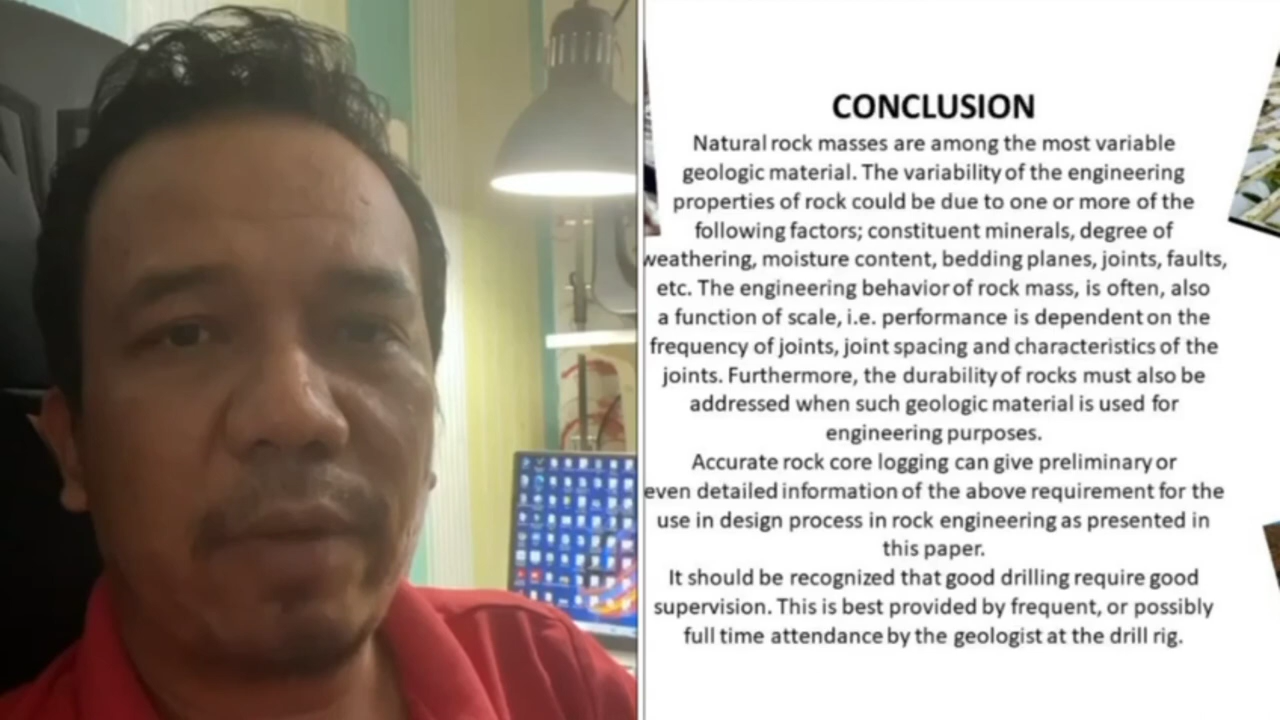 CONCLUSION
Natural rock masses are among the most variable
geologic material. The variability of the engineering
properties of rock could be due to one or more of the
following factors; constituent minerals, degree of
weathering, moisture content, bedding planes, joints, faults,
etc. The engineering behavior of rock mass, is often, also
a function of scale, i.e. performance is dependent on the
frequency of joints, joint spacing and characteristics of the
joints. Furthermore, the durability of rocks must also be
addressed when such geologic material is used for
engineering purposes.
Accurate rock core logging can give preliminary or
even detailed information of the above requirement for the
use in design process in rock engineering as presented in
this paper.
It should be recognized that good drilling require good
supervision. This is best provided by frequent, or possibly
full time attendance by the geologist at the drill rig.